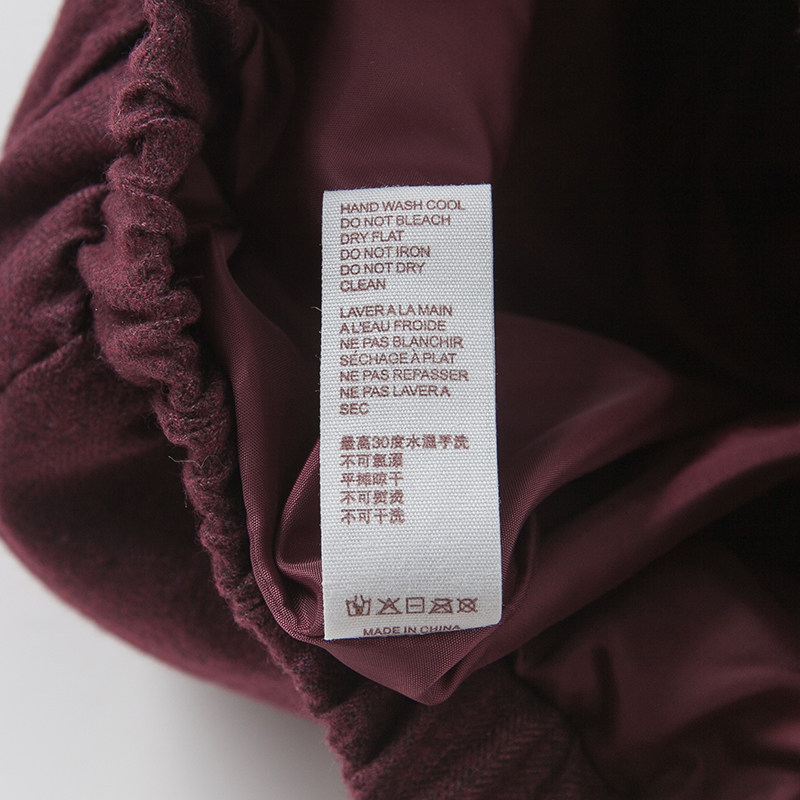 HAND WASH COOL
DO NOT BLEACH
DRY FLAT
DO NOT IRON
DO NOT DRY
CLEAN
LAVER A LA MAIN
A L'EAU FROIDE
NE PAS BLANCHIR
SÉCHAGE À PLAT
NE PAS REPASSER
NE PAS LAVER A
SEC
最高30度水温手洗
不可氯漂
平摊晾干
不可熨烫
不可干洗
MADE IN CHINA